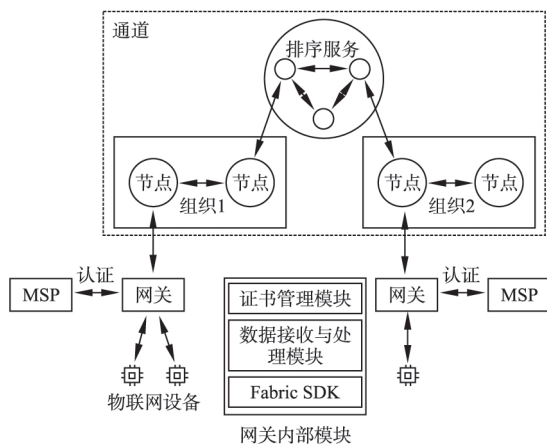 通道
排序服务
节点
节点
组织1
节点
节点
组织2
MSP
认证
网关
证书管理模块
数据接收与处
理模块
Fabric SDK
网关
认证
MSP
物联网设备
网关内部模块